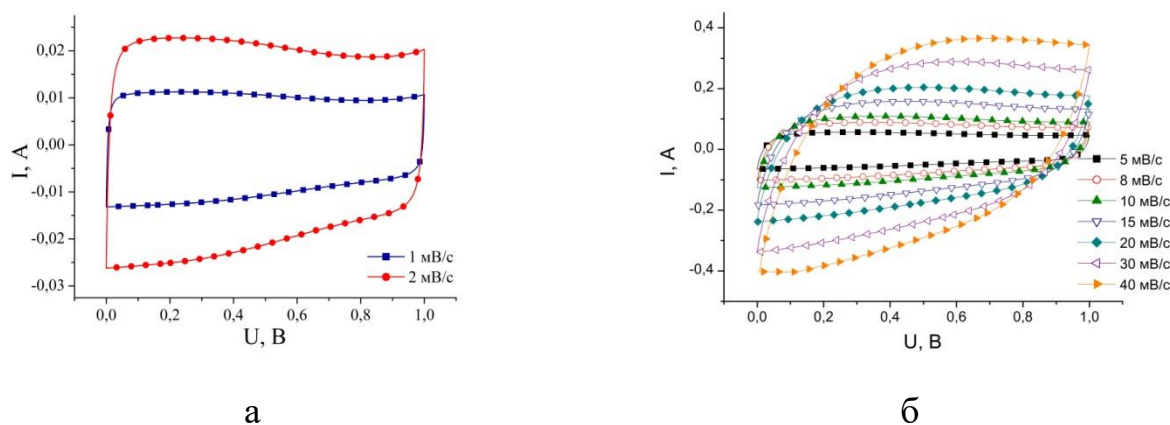 I, A
0,02
0,01
0,00
-0,01
-0,02
-0,03
1 мВ/с
2 мВ/с
0,0 0,2 0,4 0,6 0,8 1,0
U, В
а
I, A
0,4
0,2
0,0
-0,2
-0,4
5 мВ/с
8 мВ/с
10 мВ/с
15 мВ/с
20 мВ/с
30 мВ/с
40 мВ/с
0,0 0,2 0,4 0,6 0,8 1,0
U, В
б